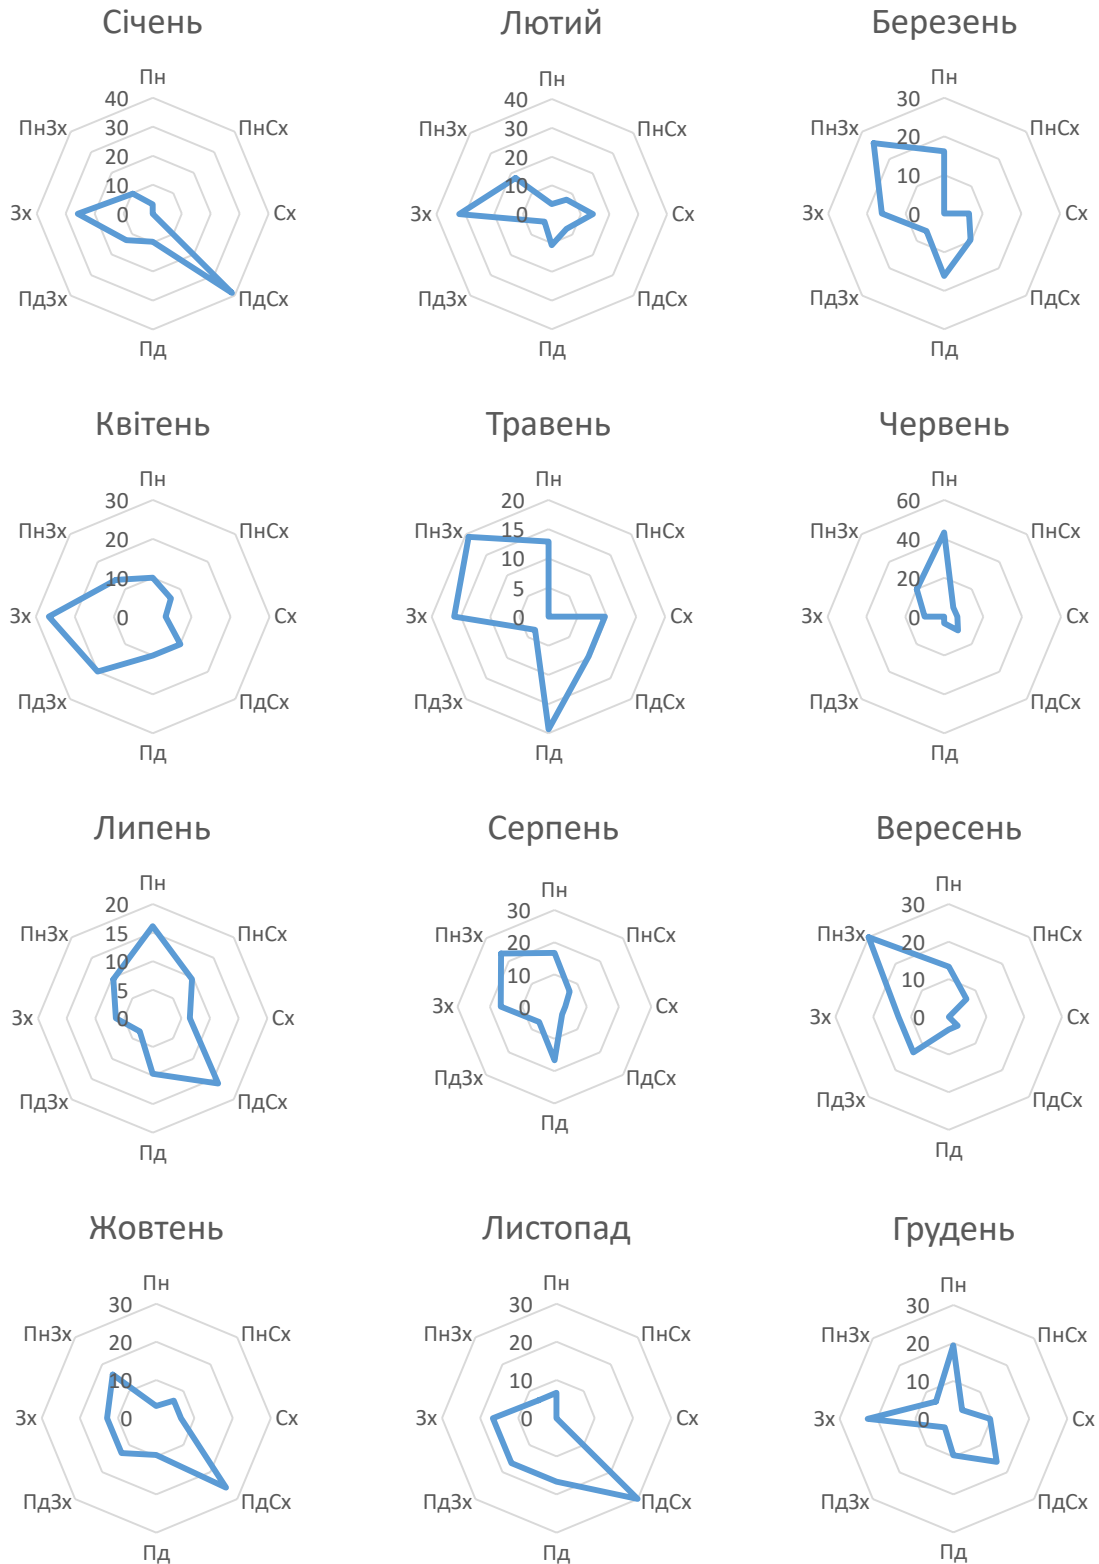 Січень
Лютий
Березень
Пн
ПнСх
Сх
ПдСх
Пд
ПдЗх
Зх
ПнЗх
40
30
20
10
0
Пн
ПнСх
Сх
ПдСх
Пд
ПдЗх
Зх
ПнЗх
40
30
20
10
0
Пн
ПнСх
Сх
ПдСх
Пд
ПдЗх
Зх
ПнЗх
30
20
10
0
Квітень
Травень
Червень
Пн
ПнСх
Сх
ПдСх
Пд
ПдЗх
Зх
ПнЗх
30
20
10
0
Пн
ПнСх
Сх
ПдСх
Пд
ПдЗх
Зх
ПнЗх
20
15
10
5
0
Пн
ПнСх
Сх
ПдСх
Пд
ПдЗх
Зх
ПнЗх
60
40
20
0
Липень
Серпень
Вересень
Пн
ПнСх
Сх
ПдСх
Пд
ПдЗх
Зх
ПнЗх
20
15
10
5
0
Пн
ПнСх
Сх
ПдСх
Пд
ПдЗх
Зх
ПнЗх
30
20
10
0
Пн
ПнСх
Сх
ПдСх
Пд
ПдЗх
Зх
ПнЗх
30
20
10
0
Жовтень
Листопад
Грудень
Пн
ПнСх
Сх
ПдСх
Пд
ПдЗх
Зх
ПнЗх
30
20
10
0
Пн
ПнСх
Сх
ПдСх
Пд
ПдЗх
Зх
ПнЗх
30
20
10
0
Пн
ПнСх
Сх
ПдСх
Пд
ПдЗх
Зх
ПнЗх
30
20
10
0